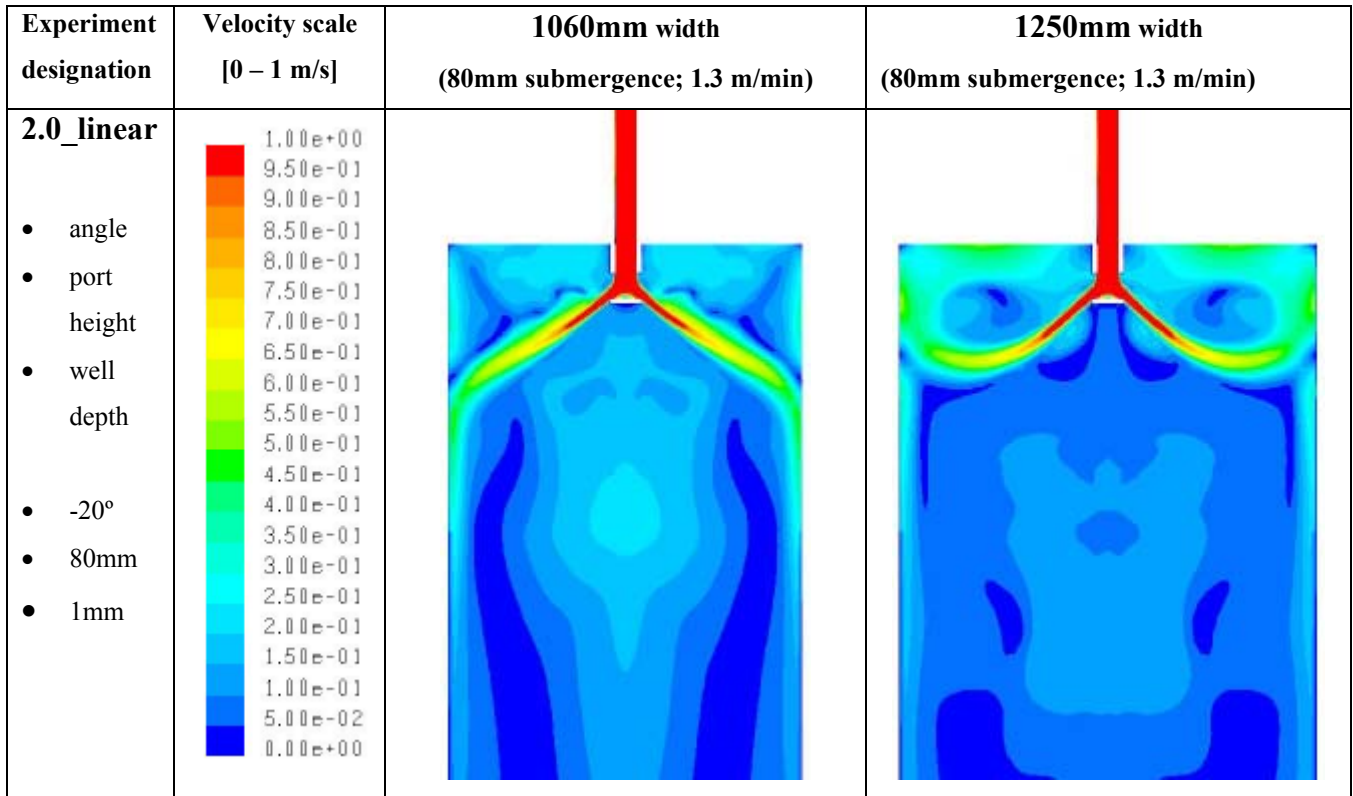 Experiment designation
Velocity scale [0 – 1 m/s]
1060mm width
(80mm submergence; 1.3 m/min)
1250mm width
(80mm submergence; 1.3 m/min)
2.0_linear
• angle
• port height
• well depth
• -20º
• 80mm
• 1mm
1.00e+00
9.50e-01
9.00e-01
8.50e-01
8.00e-01
7.50e-01
7.00e-01
6.50e-01
6.00e-01
5.50e-01
5.00e-01
4.50e-01
4.00e-01
3.50e-01
3.00e-01
2.50e-01
2.00e-01
1.50e-01
1.00e-01
5.00e-02
0.00e+00